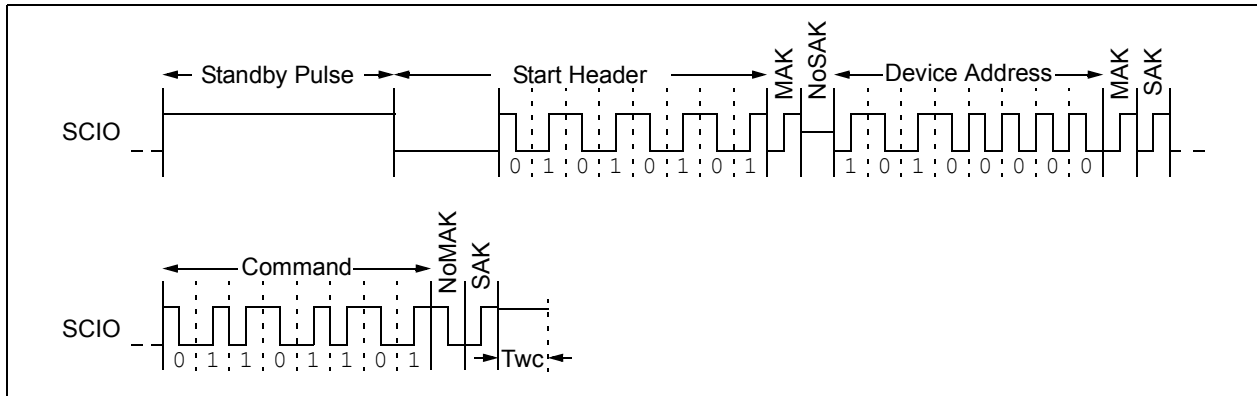 Standby Pulse Start Header MAK NoSAK Device Address MAK SAK
SCIO
0 1 0 1 0 1 0 1 1 0 1 0 0 0 0 0
Command NoMAK SAK
SCIO
0 1 1 0 1 1 0 1 Twc